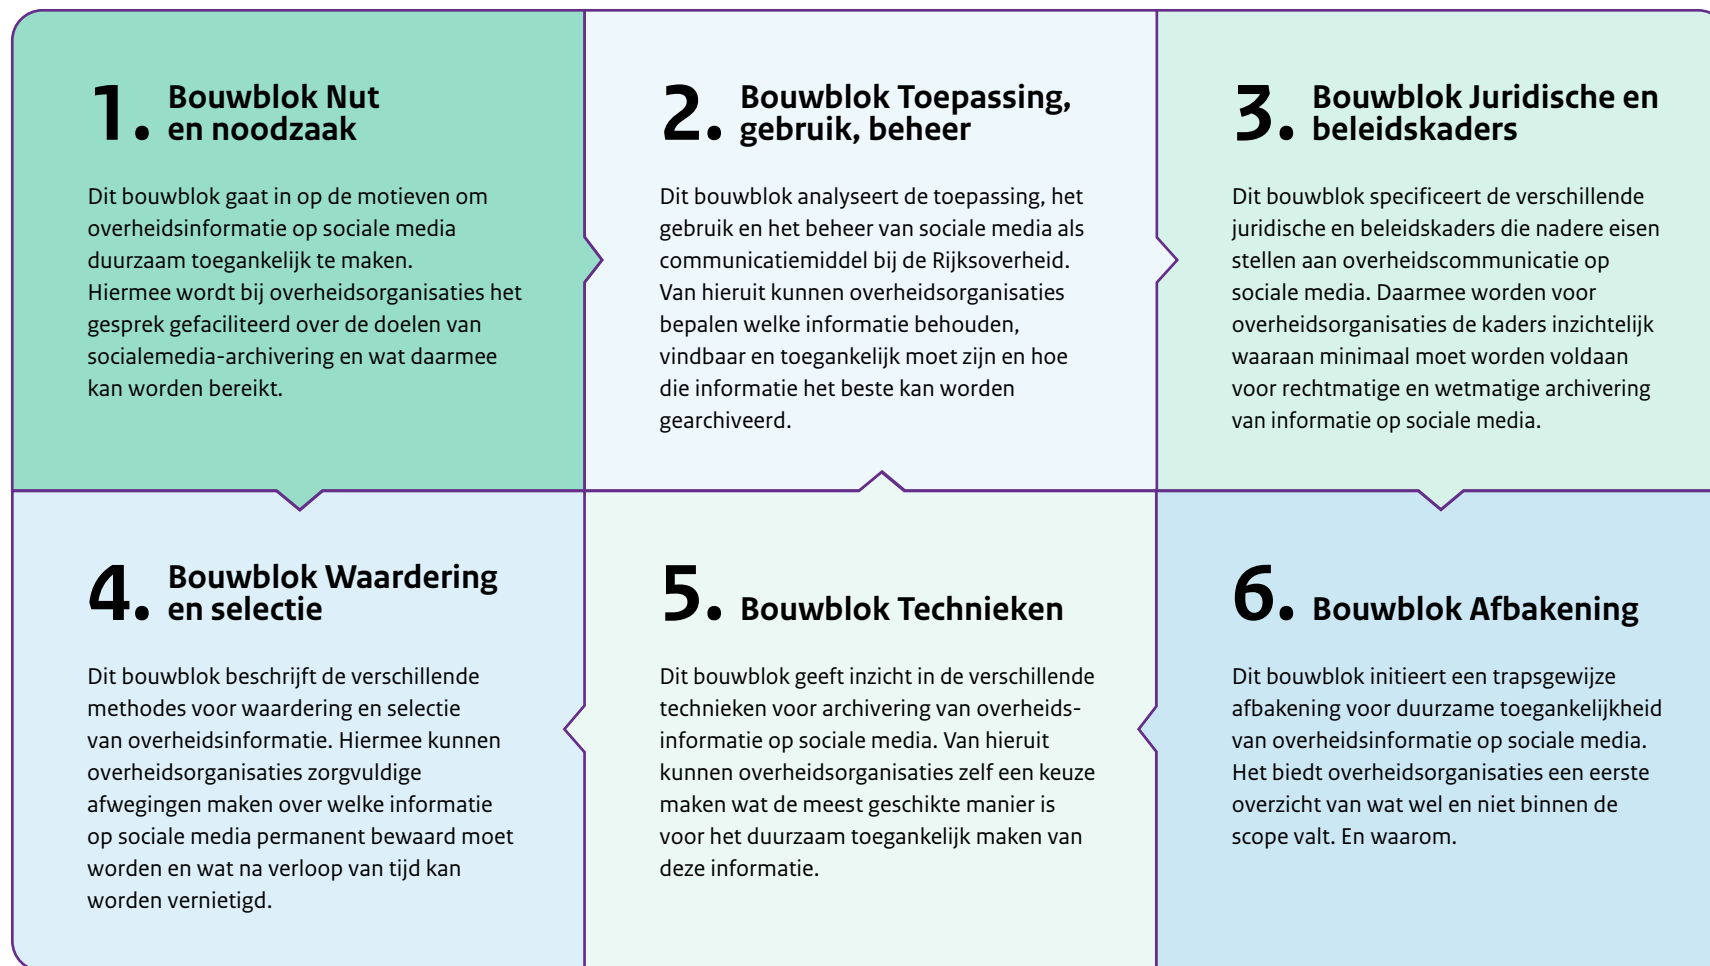 1. Bouwblok Nut
en noodzaak
Dit bouwblok gaat in op de motieven om
overheidsinformatie op sociale media
duurzaam toegankelijk te maken.
Hiermee wordt bij overheidsorganisaties het
gesprek gefaciliteerd over de doelen van
socialemedia-archivering en wat daarmee
kan worden bereikt.
2. Bouwblok Toepassing,
gebruik, beheer
Dit bouwblok analyseert de toepassing, het
gebruik en het beheer van sociale media als
communicatiemiddel bij de Rijksoverheid.
Van hieruit kunnen overheidsorganisaties
bepalen welke informatie behouden,
vindbaar en toegankelijk moet zijn en hoe
die informatie het beste kan worden
gearchiveerd.
3. Bouwblok Juridische en
beleidskaders
Dit bouwblok specificeert de verschillende
juridische en beleidskaders die nadere eisen
stellen aan overheidscommunicatie op
sociale media. Daarmee worden voor
overheidsorganisaties de kaders inzichtelijk
waaraan minimaal moet worden voldaan
voor rechtmatige en wetmatige archivering
van informatie op sociale media.
4. Bouwblok Waardering
en selectie
Dit bouwblok beschrijft de verschillende
methodes voor waardering en selectie
van overheidsinformatie. Hiermee kunnen
overheidsorganisaties zorgvuldige
afwegingen maken over welke informatie
op sociale media permanent bewaard moet
worden en wat na verloop van tijd kan
worden vernietigd.
5. Bouwblok Technieken
Dit bouwblok geeft inzicht in de verschillende
technieken voor archivering van overheids-
informatie op sociale media. Van hieruit
kunnen overheidsorganisaties zelf een keuze
maken wat de meest geschikte manier is
voor het duurzaam toegankelijk maken van
deze informatie.
6. Bouwblok Afbakening
Dit bouwblok initieert een trapsgewijze
afbakening voor duurzame toegankelijkheid
van overheidsinformatie op sociale media.
Het biedt overheidsorganisaties een eerste
overzicht van wat wel en niet binnen de
scope valt. En waarom.